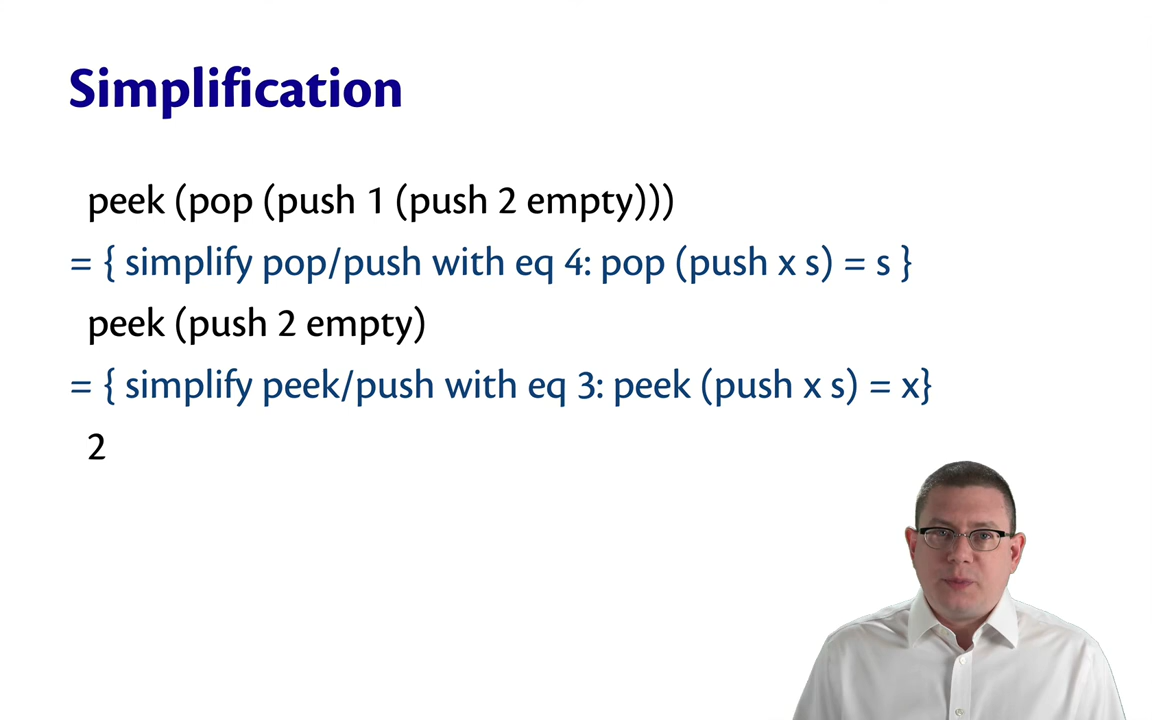 Simplification
peek (pop (push 1 (push 2 empty)))
= { simplify pop/push with eq 4: pop (push x s) = s }
peek (push 2 empty)
= { simplify peek/push with eq 3: peek (push x s) = x}
2